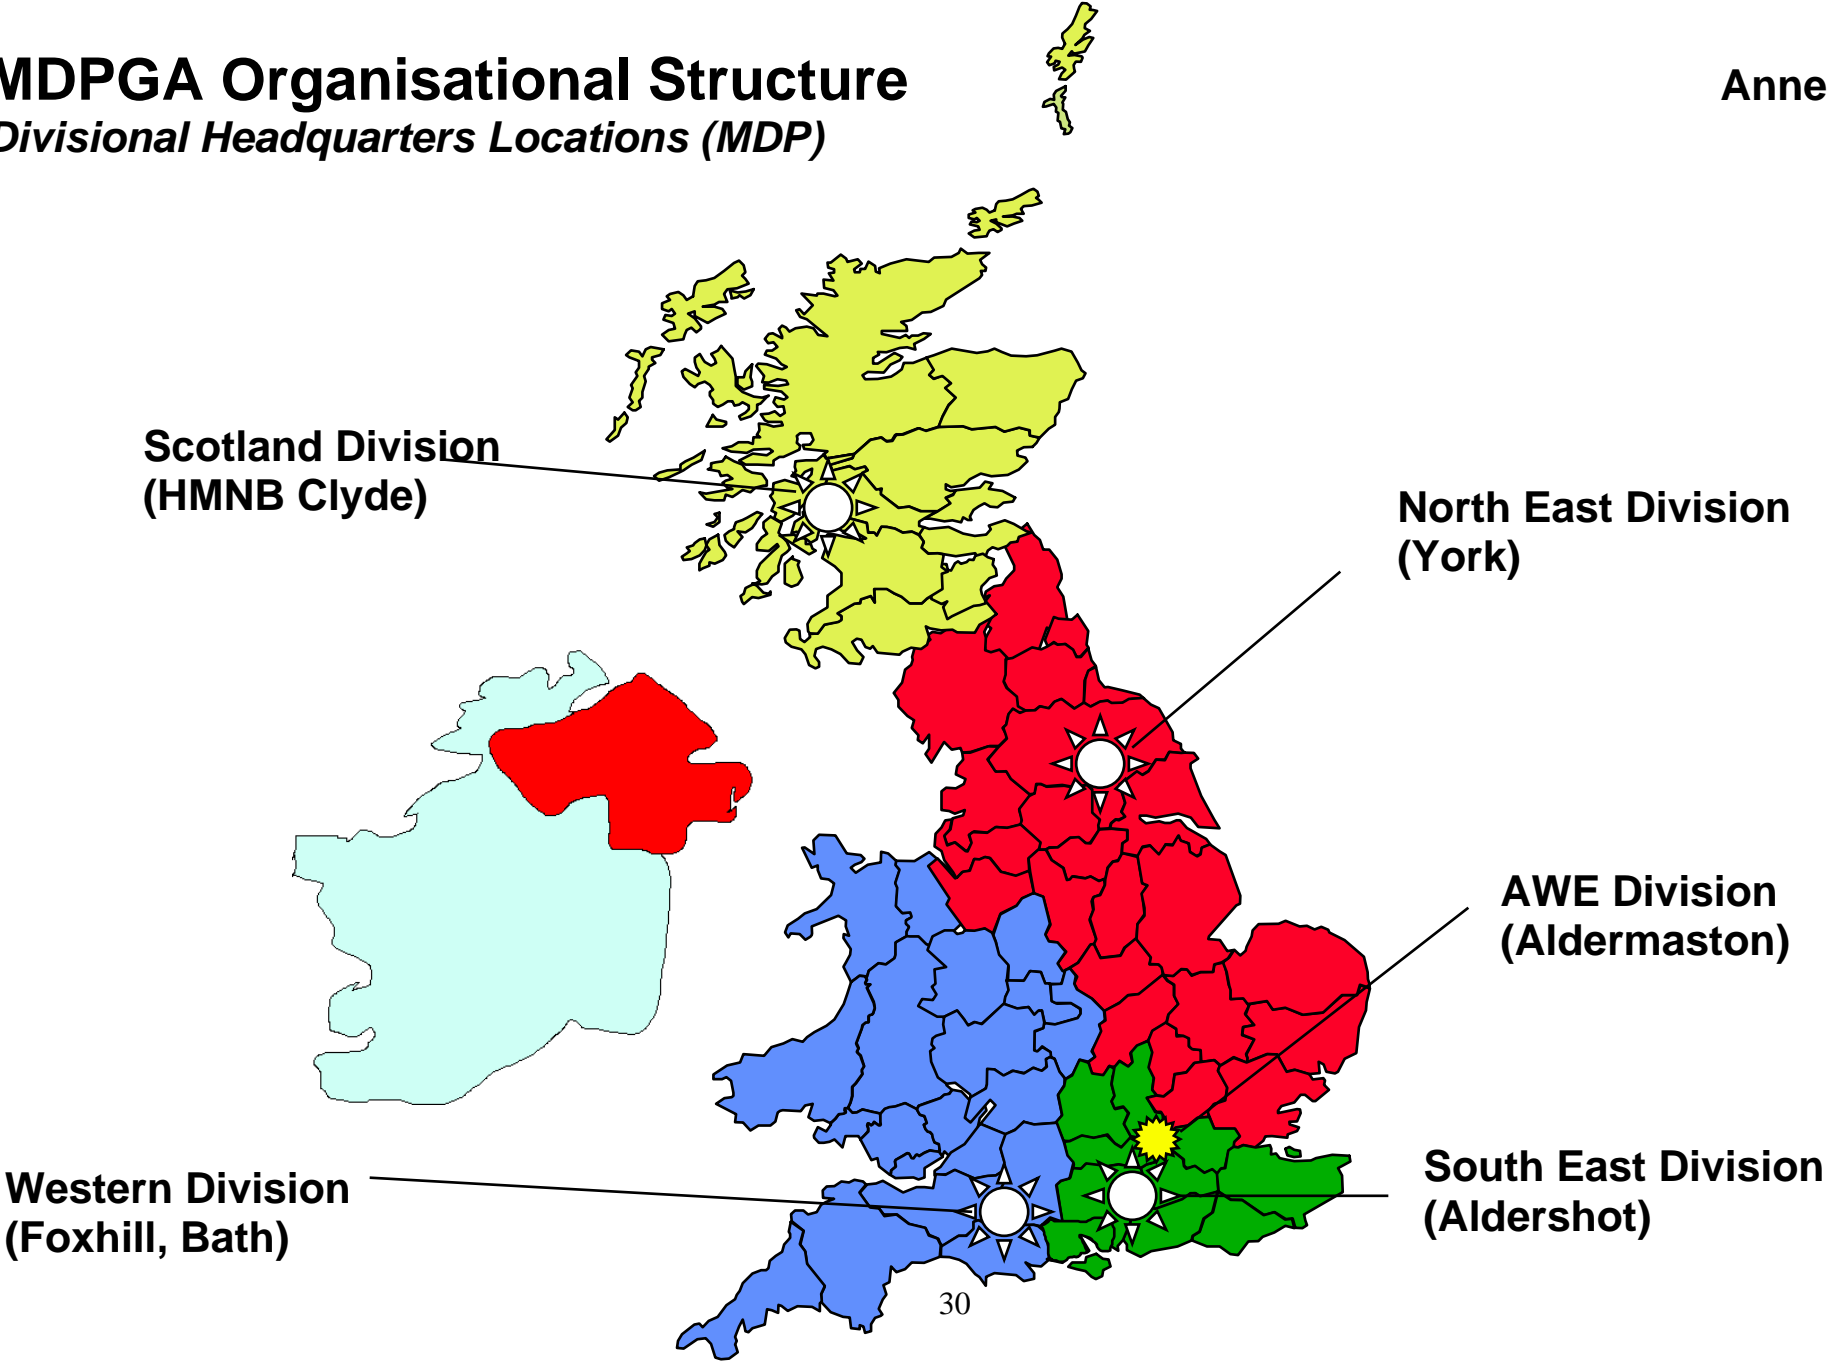 MDPGA Organisational Structure
Anne
Divisional Headquarters Locations (MDP)
Scotland Division
(HMNB Clyde)
North East Division
(York)
AWE Division
(Aldermaston)
South East Division
(Aldershot)
Western Division
(Foxhill, Bath)
30